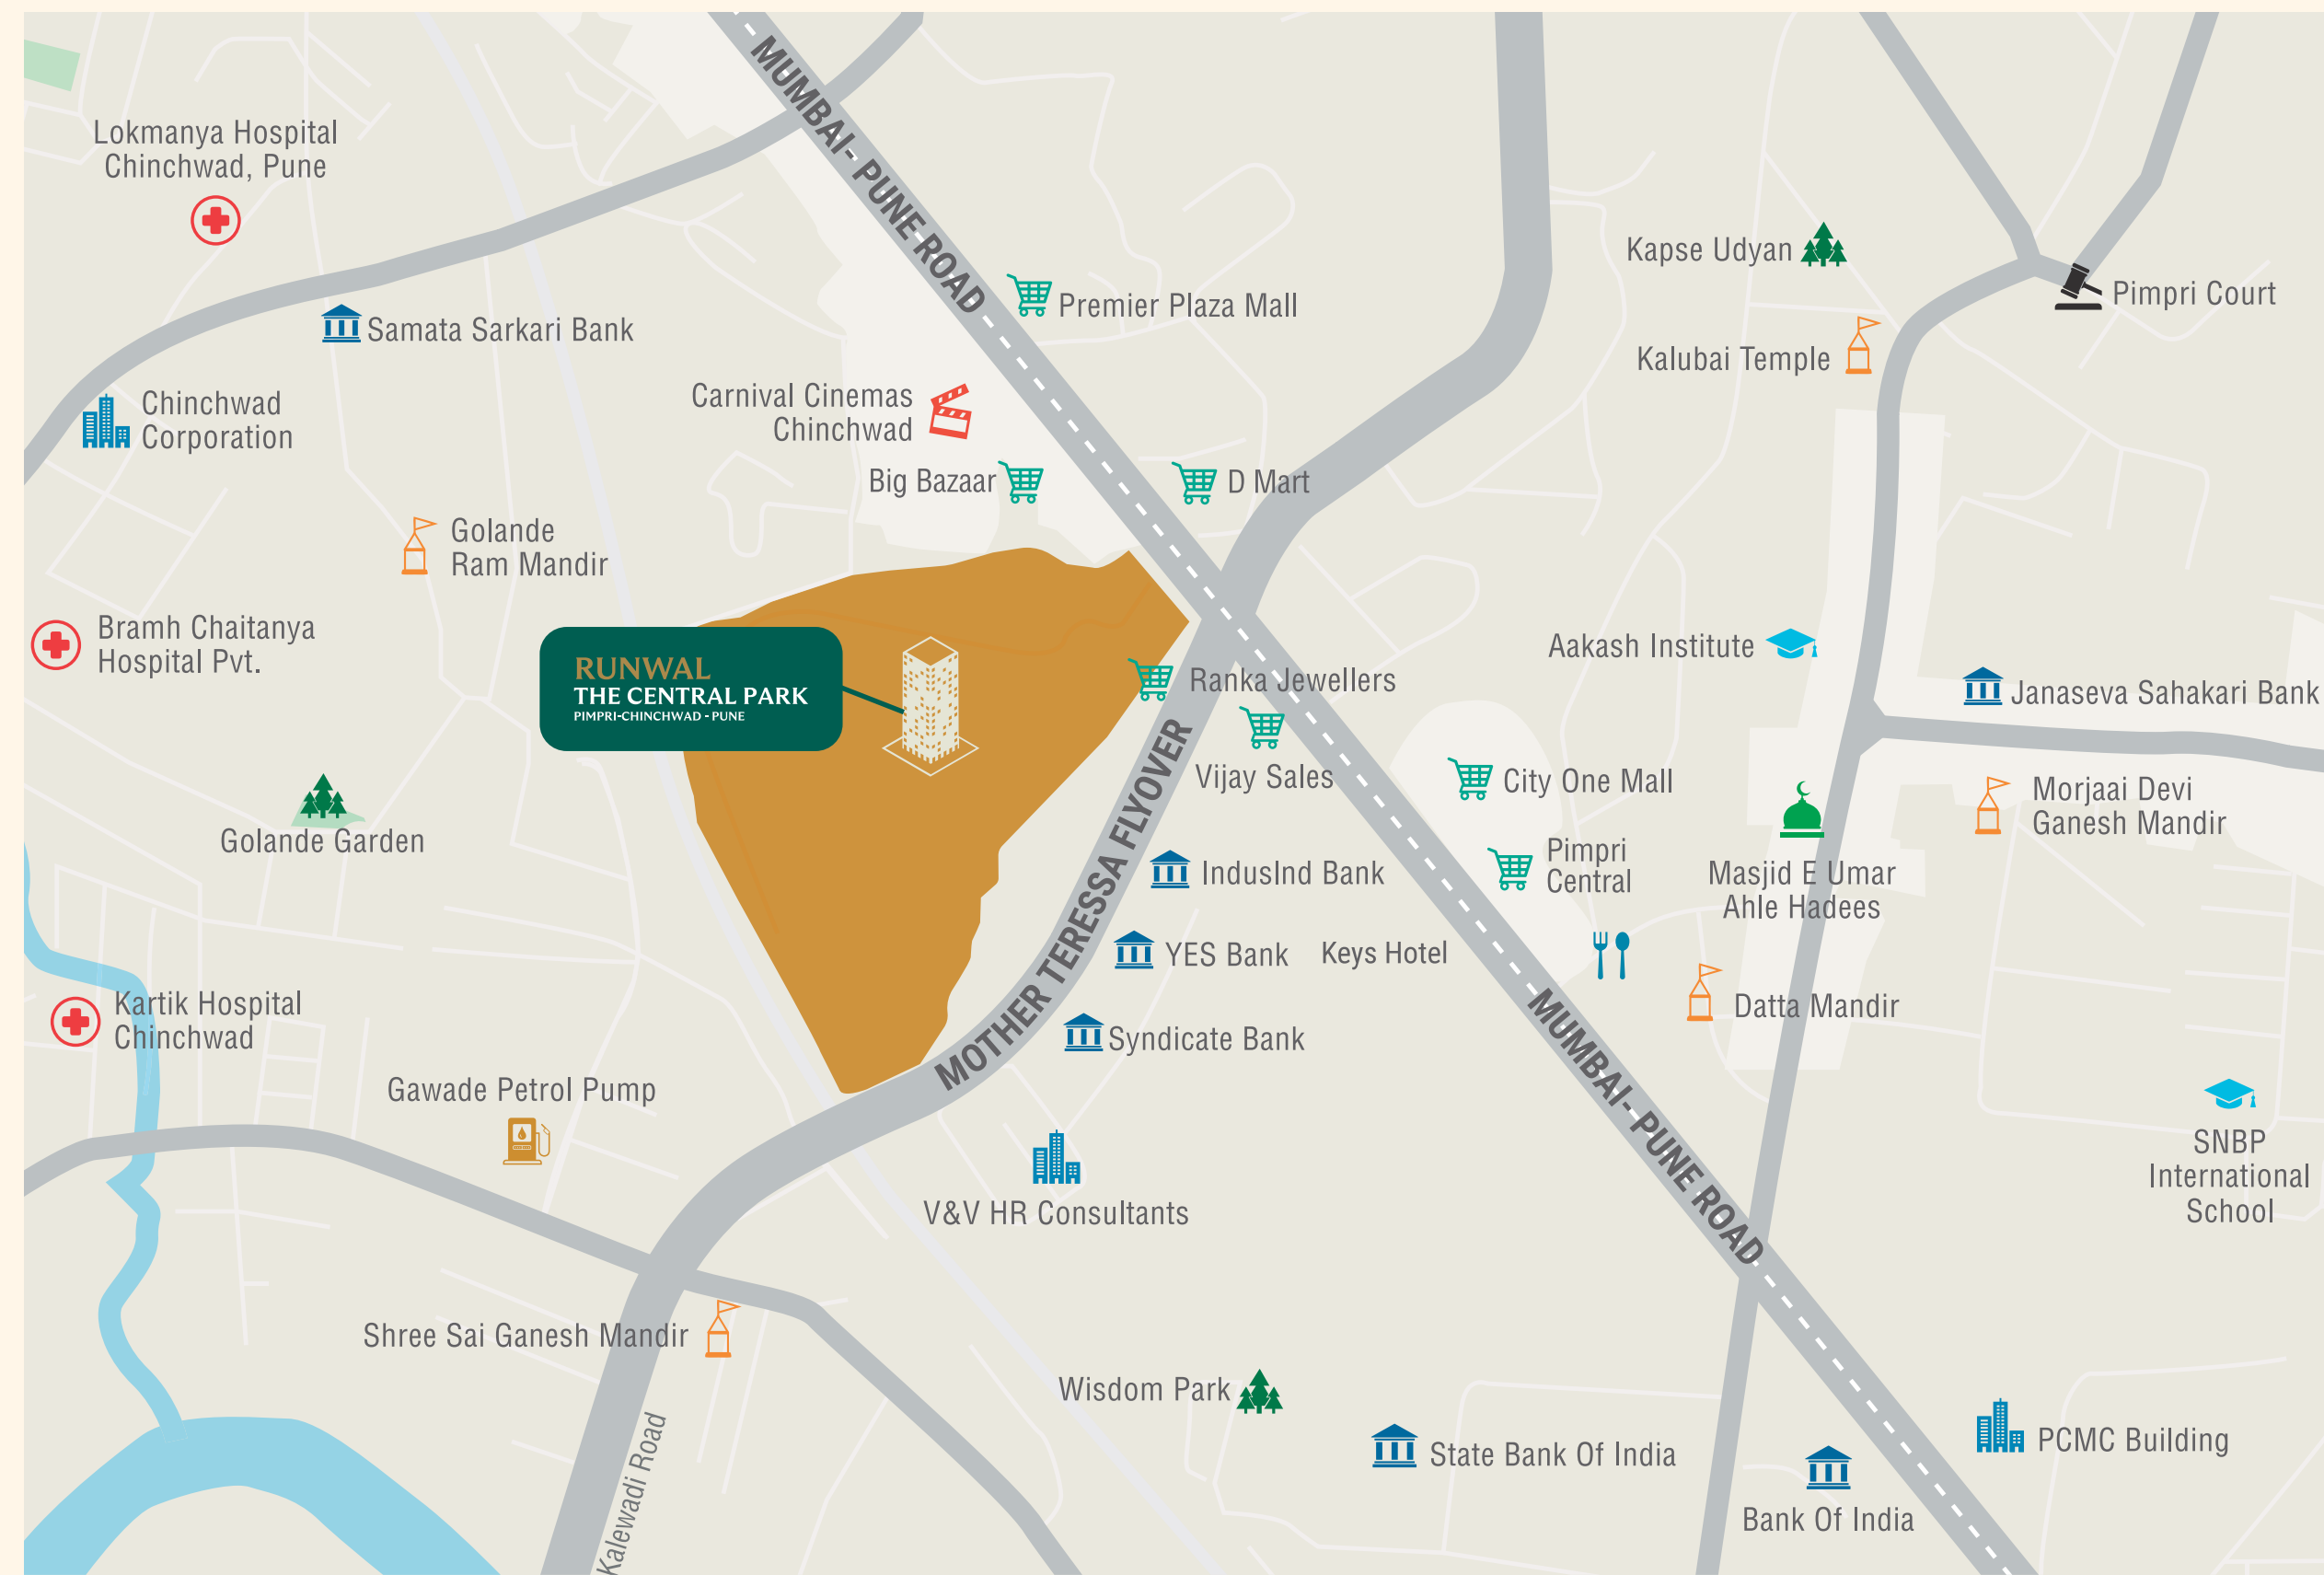 MUMBAI- PUNE ROAD
Lokmanya Hospital
Chinchwad, Pune
Kapse Udyan
Pimpri Court
Premier Plaza Mall
Samata Sarkari Bank
Kalubai Temple
Carnival Cinemas
Chinchwad
Chinchwad
Corporation
Big Bazaar
D Mart
Golande
Ram Mandir
Bramh Chaitanya
Hospital Pvt.
Aakash Institute
RUNWAL
THE CENTRAL PARK
PIMPRI-CHINCHWAD - PUNE
Ranka Jewellers
Janaseva Sahakari Bank
Vijay Sales
City One Mall
Morjaai Devi
Ganesh Mandir
Golande Garden
MOTHER TERESSA FLYOVER
Pimpri
Central
IndusInd Bank
Masjid E Umar
Ahle Hadees
YES Bank
Keys Hotel
Kartik Hospital
Chinchwad
Datta Mandir
Syndicate Bank
MUMBAI- PUNE ROAD
Gawade Petrol Pump
SNBP
International
School
V&V HR Consultants
Shree Sai Ganesh Mandir
Wisdom Park
Kalewadi Road
State Bank Of India
PCMC Building
Bank Of India